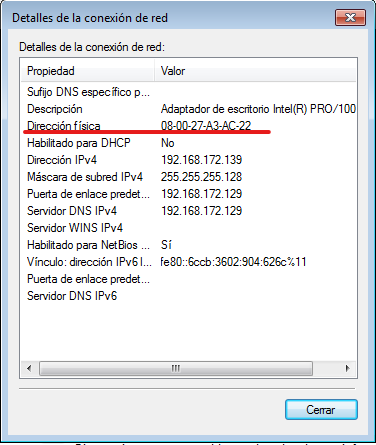 Detalles de la conexión de red
Detalles de la conexión de red:
Propiedad Valor
Sufijo DNS específico p...
Descripción Adaptador de escritorio Intel(R) PRO/100
Dirección física 08-00-27-A3-AC-22
Habilitado para DHCP No
Dirección IPv4 192.168.172.139
Máscara de subred IPv4 255.255.255.128
Puerta de enlace predet... 192.168.172.129
Servidor DNS IPv4 192.168.172.129
Servidor WINS IPv4
Habilitado para NetBios ... Sí
Vínculo: dirección IPv6 l... fe80::6ccb:3602:904:626c%11
Puerta de enlace predet...
Servidor DNS IPv6
Cerrar